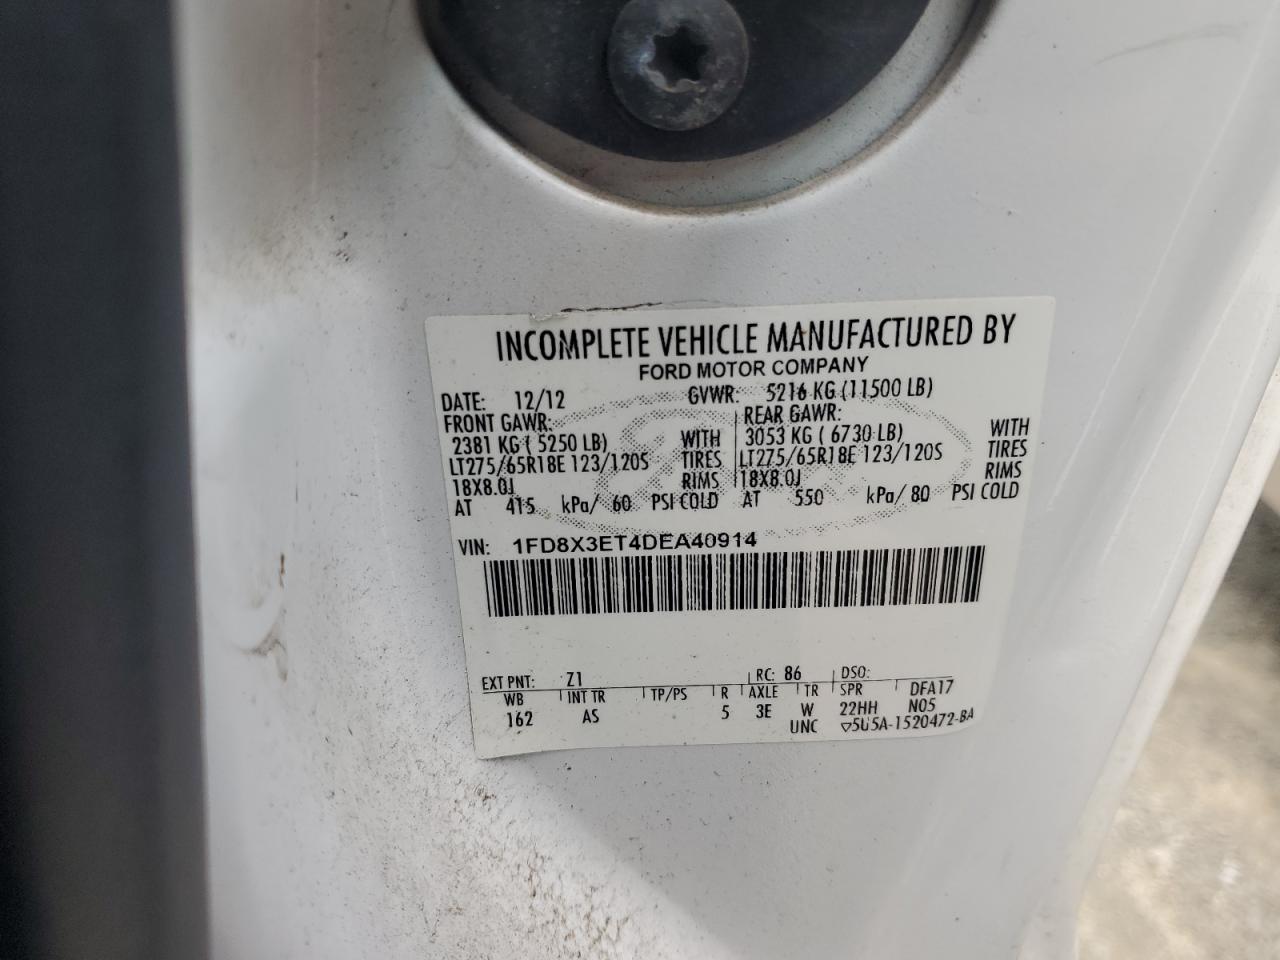 INCOMPLETE VEHICLE MANUFACTURED BY
FORD MOTOR COMPANY
DATE: 12/12 GVWR: 5216 KG (11500 LB)
FRONT GAWR: REAR GAWR:
2381 KG ( 5250 LB) WITH 3053 KG ( 6730 LB) WITH
LT275/65R18E 123/120S TIRES LT275/65R18E 123/120S TIRES
18X8.0J RIMS 18X8.0J RIMS
AT 415 kPa/ 60 PSI COLD AT 550 kPa/ 80 PSI COLD
VIN: 1FD8X3ET4DEA40914
EXT PNT: Z1 RC: 86 DSO:
WB INT TR TP/PS R AXLE TR SPR DFA17
162 AS 5 3E W 22HH N05
UNC ▽5U5A-1520472-BA